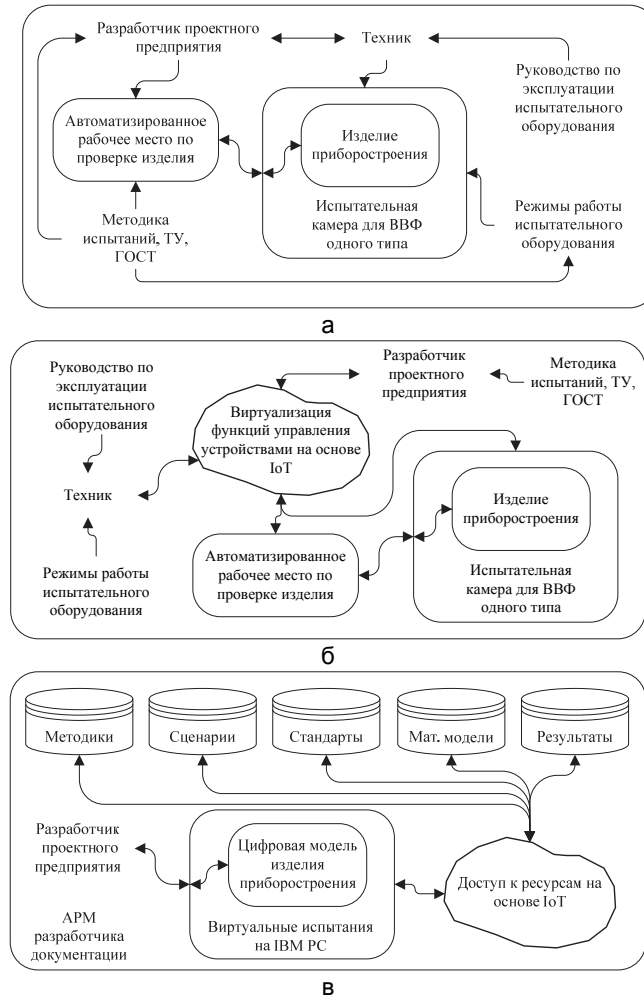 Разработчик проектного
предприятия
Техник
Руководство по
эксплуатации
испытательного
оборудования
Автоматизированное
рабочее место по
проверке изделия
Изделие
приборостроения
Испытательная
камера для ВВФ
одного типа
Методика
испытаний, ТУ,
ГОСТ
Режимы работы
испытательного
оборудования
а
Руководство по
эксплуатации
испытательного
оборудования
Виртуализация
функций управления
устройствами на основе
IoT
Разработчик
проектного
предприятия
Методика
испытаний, ТУ,
ГОСТ
Техник
Режимы работы
испытательного
оборудования
Автоматизированное
рабочее место по
проверке изделия
Изделие
приборостроения
Испытательная
камера для ВВФ
одного типа
б
Методики
Сценарии
Стандарты
Мат. модели
Результаты
Разработчик
проектного
предприятия
Цифровая модель
изделия
приборостроения
Виртуальные испытания
на IBM PC
Доступ к ресурсам на
основе IoT
АРМ
разработчика
документации
в